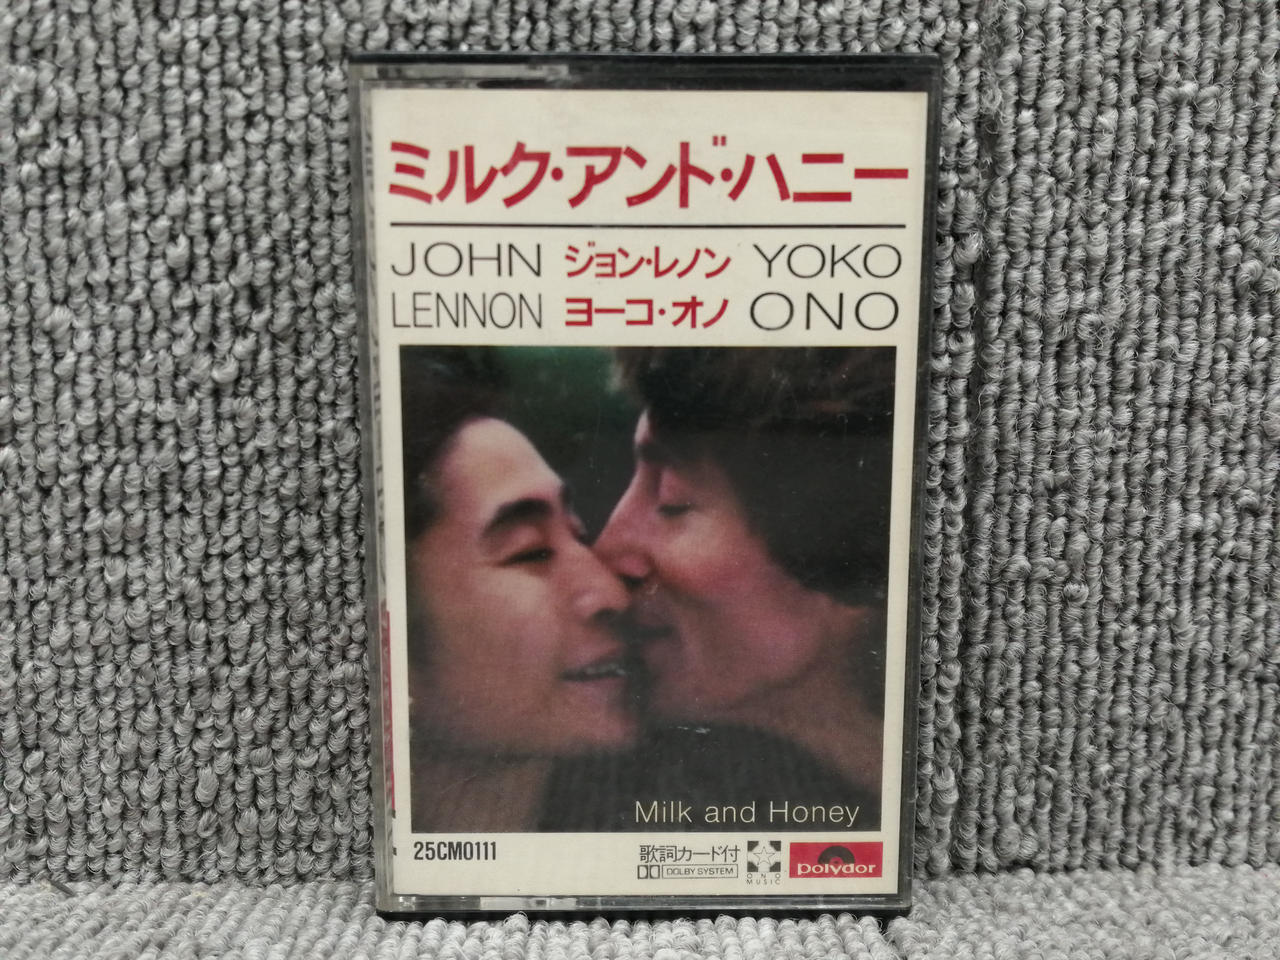 ミルク・アンド・ハニー
JOHN ジョン・レノン YOKO
LENNON ヨーコ・オノ ONO
Milk and Honey
25CM0111
歌詞カード付
DOLBY SYSTEM
ONO
MUSIC
polydor